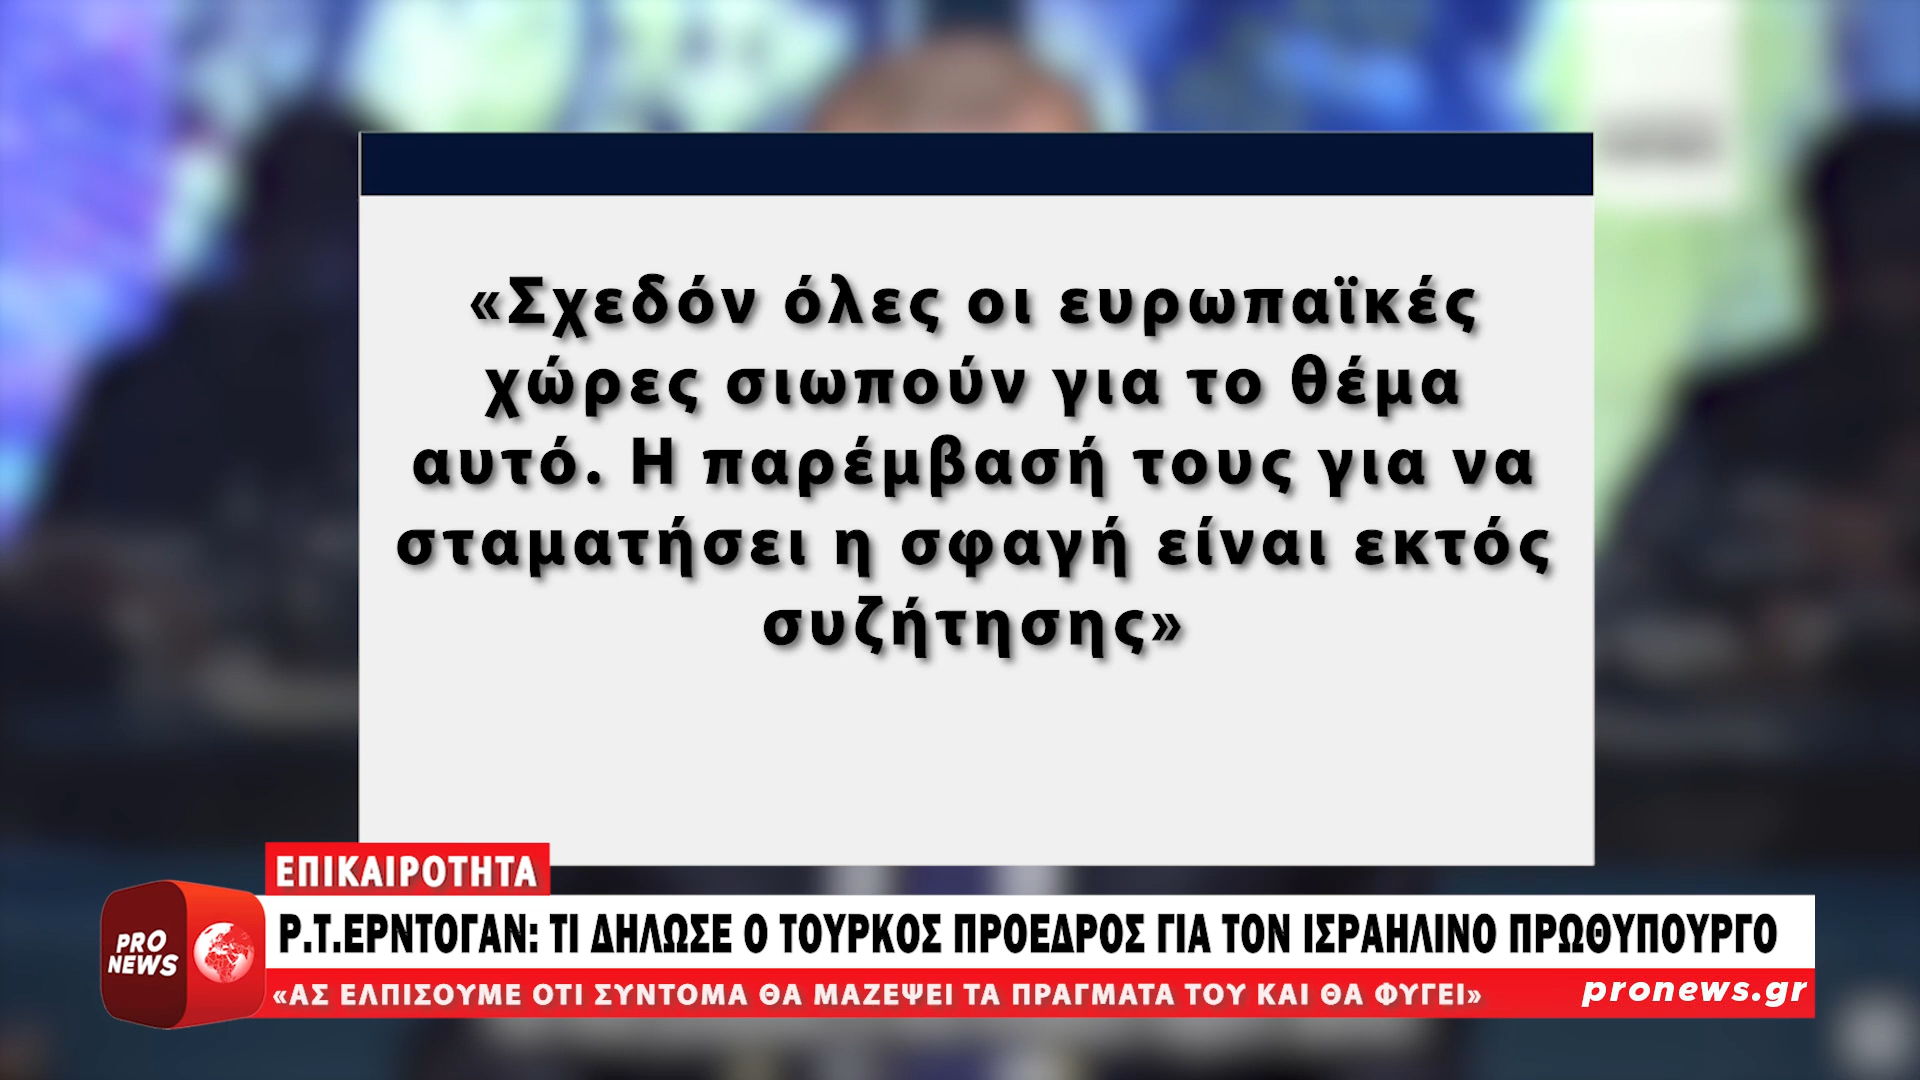 «Σχεδόν όλες οι ευρωπαϊκές
χώρες σιωπούν για το θέμα
αυτό. Η παρέμβασή τους για να
σταματήσει η σφαγή είναι εκτός
συζήτησης»
ΕΠΙΚΑΙΡΟΤΗΤΑ
Ρ.Τ.ΕΡΝΤΟΓΑΝ: ΤΙ ΔΗΛΩΣΕ Ο ΤΟΥΡΚΟΣ ΠΡΟΕΔΡΟΣ ΓΙΑ ΤΟΝ ΙΣΡΑΗΛΙΝΟ ΠΡΩΘΥΠΟΥΡΓΟ
PRO
NEWS
«ΑΣ ΕΛΠΙΣΟΥΜΕ ΟΤΙ ΣΥΝΤΟΜΑ ΘΑ ΜΑΖΕΨΕΙ ΤΑ ΠΡΑΓΜΑΤΑ ΤΟΥ ΚΑΙ ΘΑ ΦΥΓΕΙ»
pronews.gr